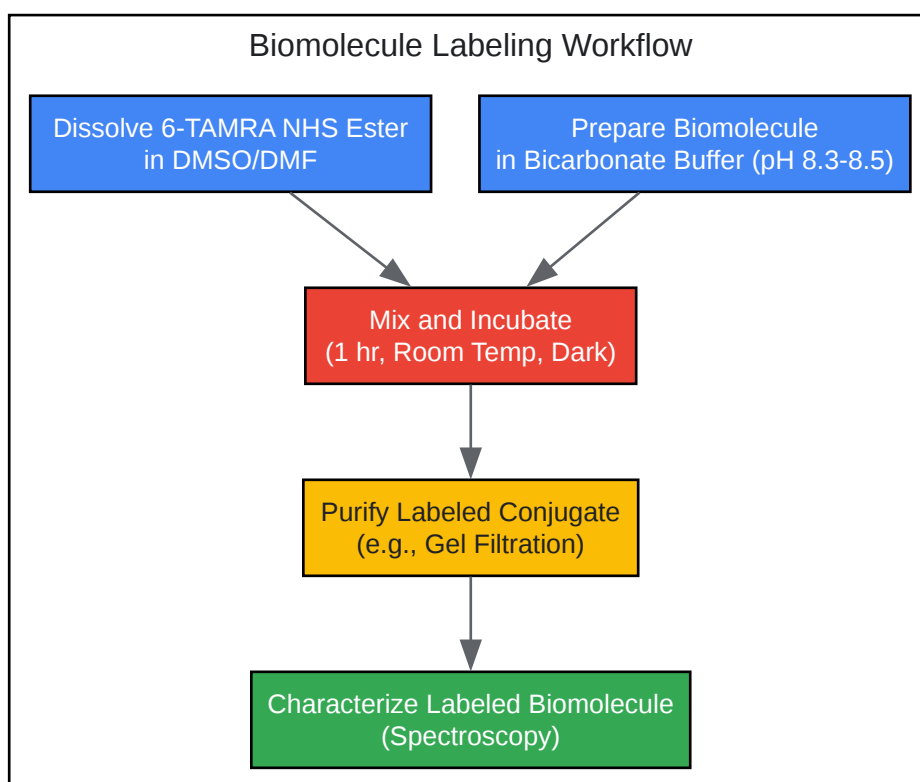 Biomolecule Labeling Workflow
Dissolve 6-TAMRA NHS Ester
in DMSO/DMF
Prepare Biomolecule
in Bicarbonate Buffer (pH 8.3-8.5)
Mix and Incubate
(1 hr, Room Temp, Dark)
Purify Labeled Conjugate
(e.g., Gel Filtration)
Characterize Labeled Biomolecule
(Spectroscopy)